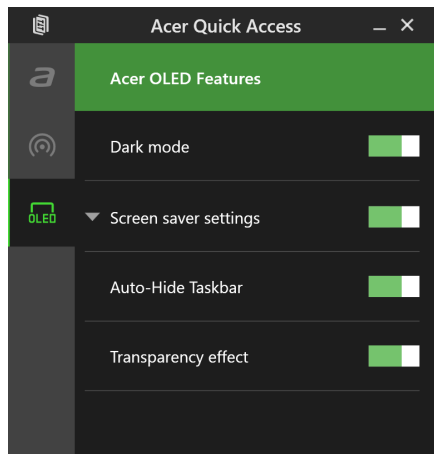 Acer Quick Access
a
Acer OLED Features
Dark mode
OLED
Screen saver settings
Auto-Hide Taskbar
Transparency effect